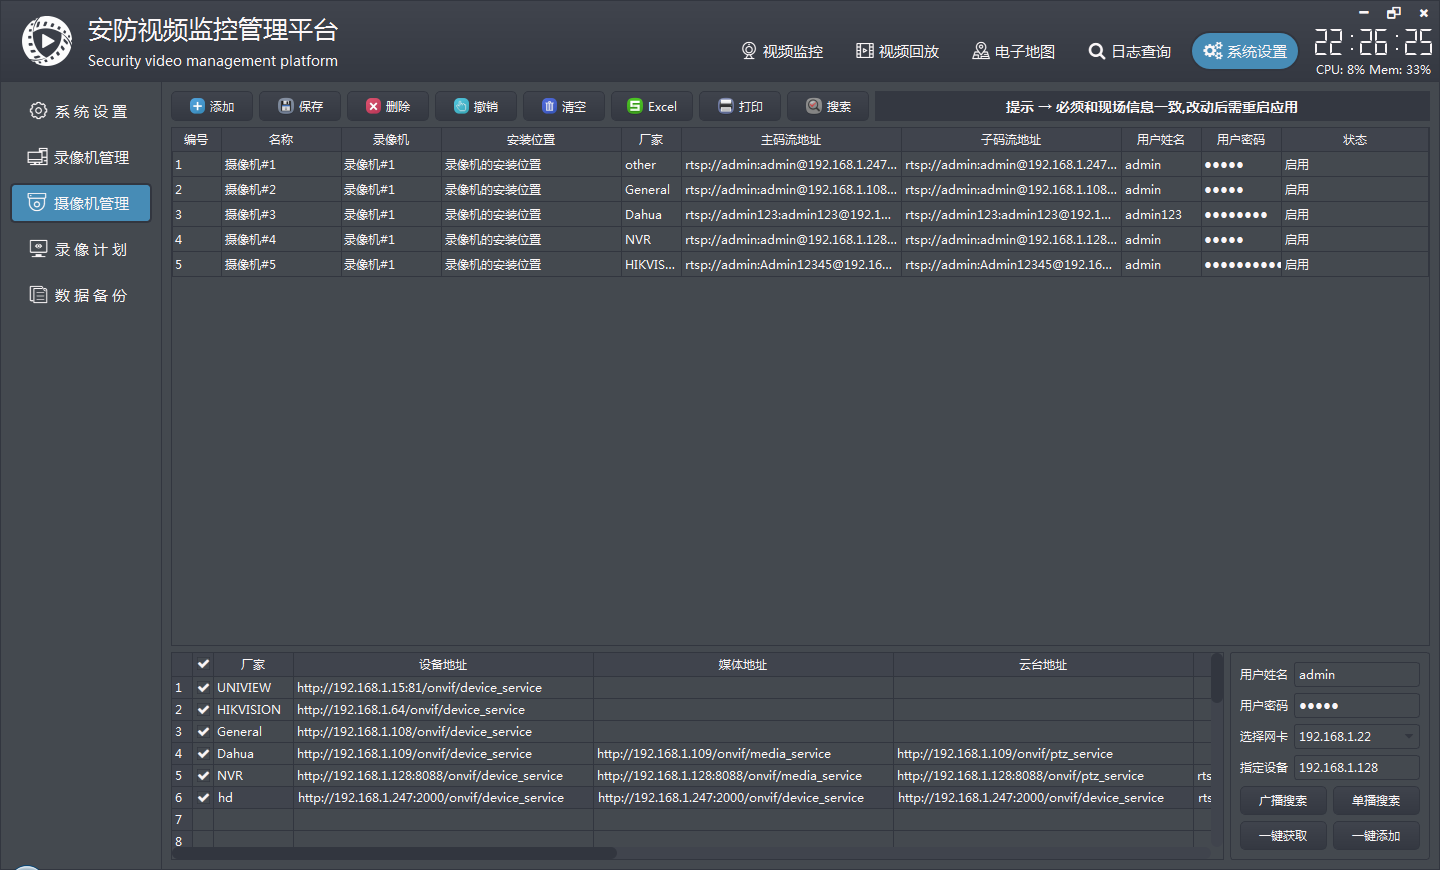 安防视频监控管理平台
Security video management platform
视频监控 视频回放 电子地图 日志查询 系统设置
22:26:25
CPU: 8% Mem: 33%
系统设置
录像机管理
摄像机管理
录像计划
数据备份
添加 保存 删除 撤销 清空 Excel 打印 搜索 提示 → 必须和现场信息一致,改动后需重启应用
编号 名称 录像机 安装位置 厂家 主码流地址 子码流地址 用户姓名 用户密码 状态
1 摄像机#1 录像机#1 录像机的安装位置 other rtsp://admin:admin@192.168.1.247... rtsp://admin:admin@192.168.1.247... admin ●●●●● 启用
2 摄像机#2 录像机#1 录像机的安装位置 General rtsp://admin:admin@192.168.1.108... rtsp://admin:admin@192.168.1.108... admin ●●●●● 启用
3 摄像机#3 录像机#1 录像机的安装位置 Dahua rtsp://admin123:admin123@192.1... rtsp://admin123:admin123@192.1... admin123 ●●●●●●●● 启用
4 摄像机#4 录像机#1 录像机的安装位置 NVR rtsp://admin:admin@192.168.1.128... rtsp://admin:admin@192.168.1.128... admin ●●●●● 启用
5 摄像机#5 录像机#1 录像机的安装位置 HIKVIS... rtsp://admin:Admin12345@192.16... rtsp://admin:Admin12345@192.16... admin ●●●●●●●●●● 启用
厂家 设备地址 媒体地址 云台地址
1 UNIVIEW http://192.168.1.15:81/onvif/device_service
2 HIKVISION http://192.168.1.64/onvif/device_service
3 General http://192.168.1.108/onvif/device_service
4 Dahua http://192.168.1.109/onvif/device_service http://192.168.1.109/onvif/media_service http://192.168.1.109/onvif/ptz_service
5 NVR http://192.168.1.128:8088/onvif/device_service http://192.168.1.128:8088/onvif/media_service http://192.168.1.128:8088/onvif/ptz_service rts
6 hd http://192.168.1.247:2000/onvif/device_service http://192.168.1.247:2000/onvif/device_service http://192.168.1.247:2000/onvif/device_service rts
7
8
用户姓名 admin
用户密码 ●●●●●
选择网卡 192.168.1.22
指定设备 192.168.1.128
广播搜索 单播搜索
一键获取 一键添加